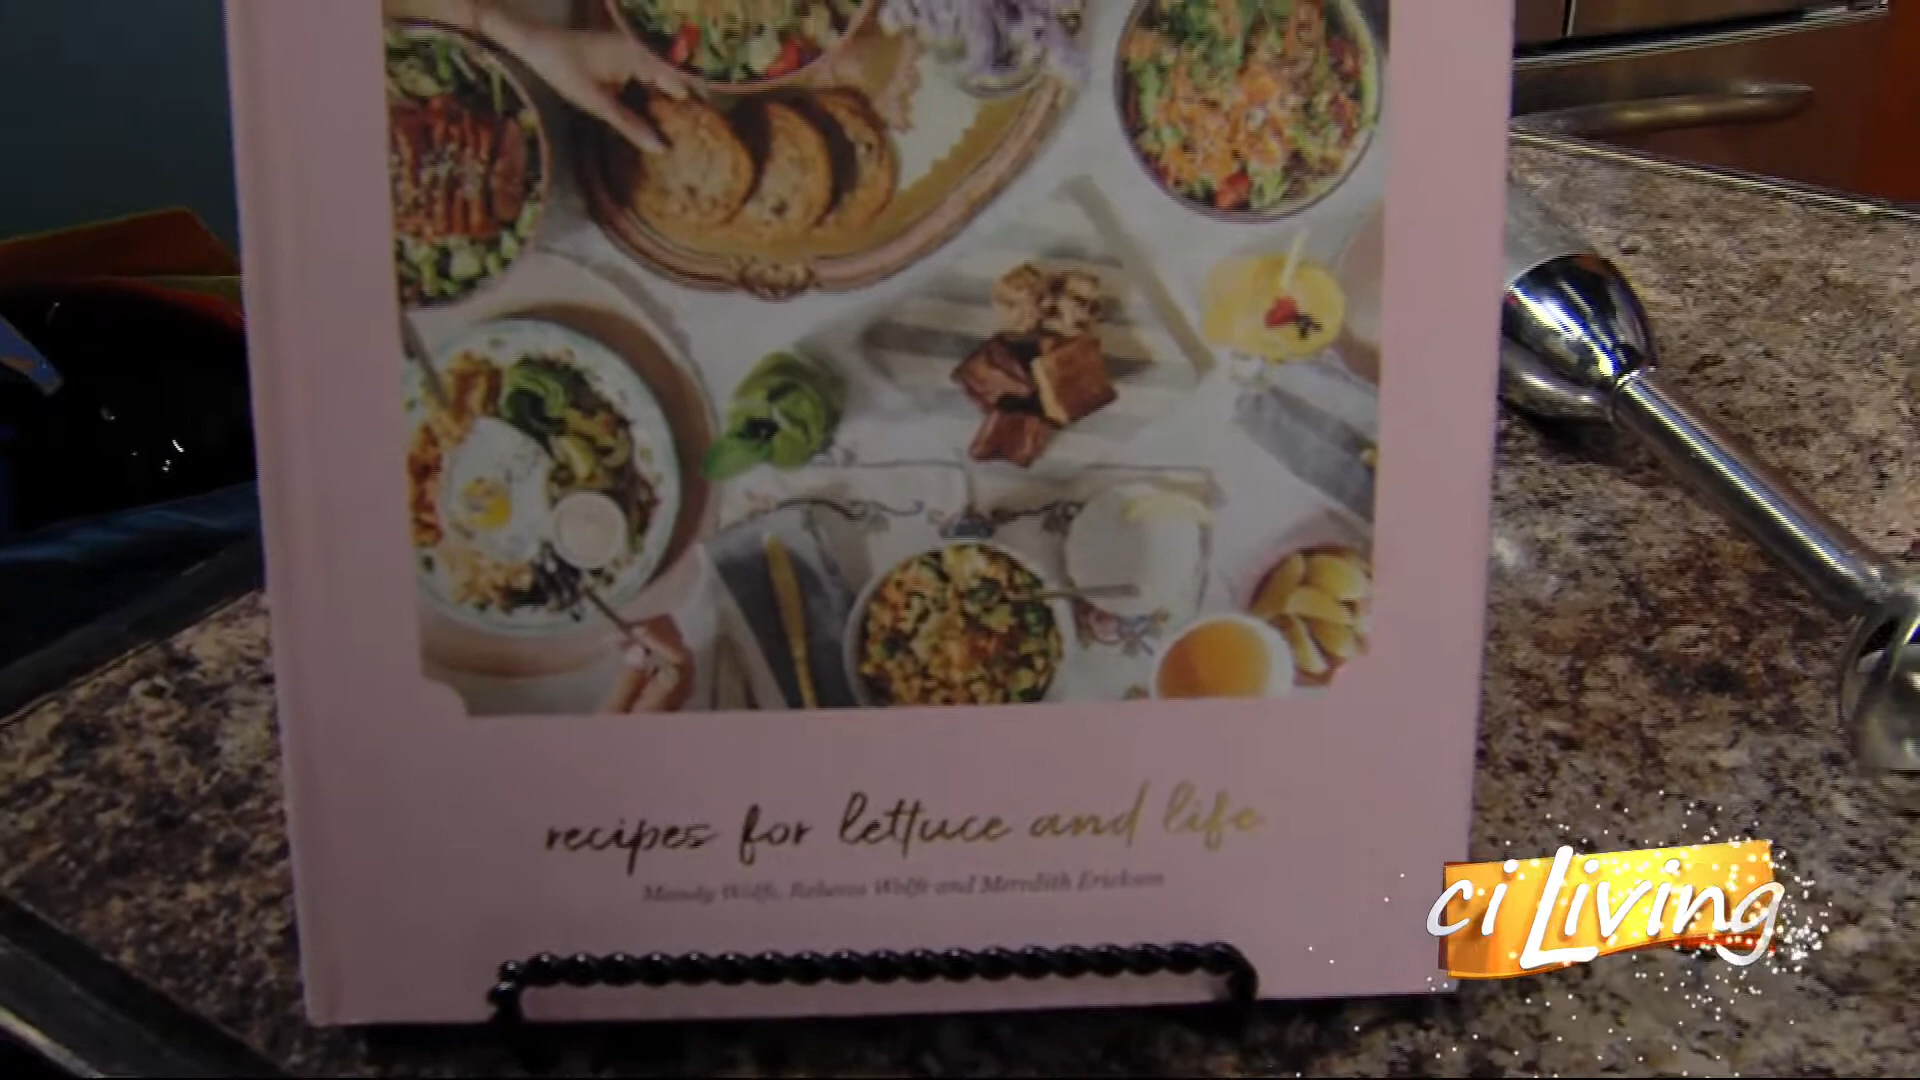 recipes for lettuce and life
Mandy Wolfe, Rebecca Wolfe and Meredith Erickson
ci Living